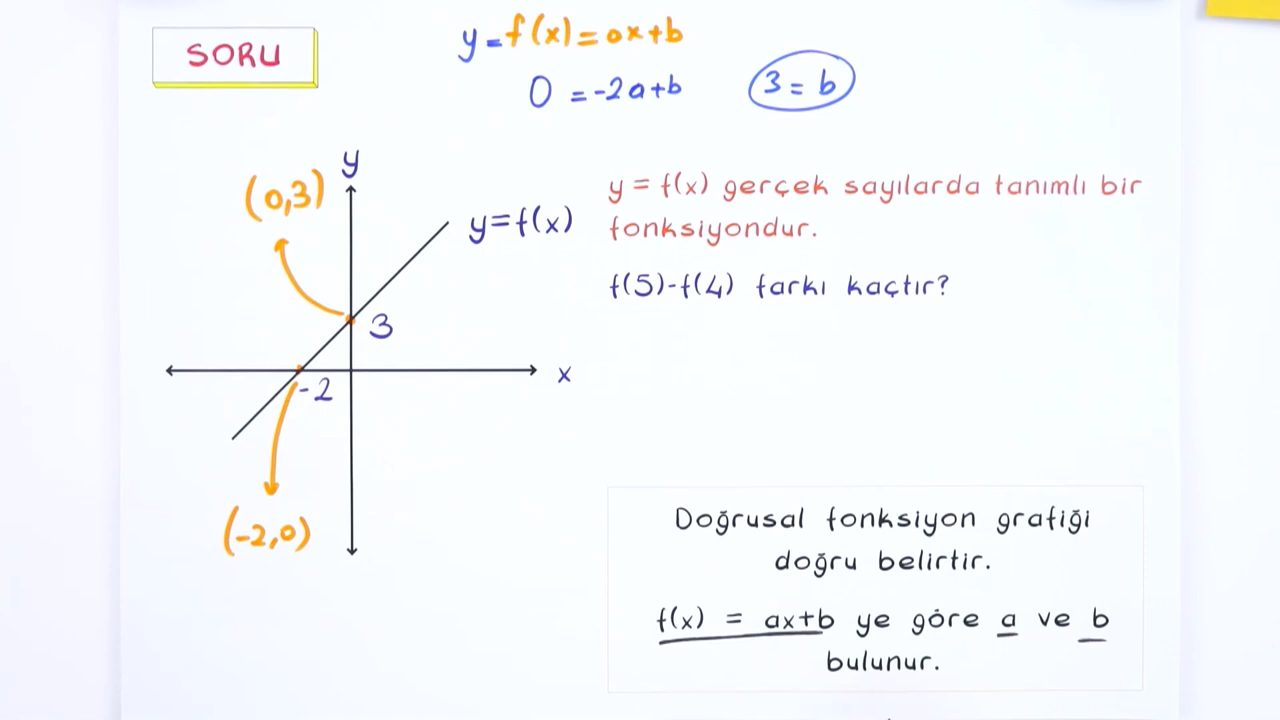 SORU
y = f(x) = ax+b
0 = -2a+b
3 = b
y
(0,3)
y=f(x)
3
x
-2
(-2,0)
y = f(x) gerçek sayılarda tanımlı bir
fonksiyondur.
f(5)-f(4) farkı kaçtır?
Doğrusal fonksiyon grafiği
doğru belirtir.
f(x) = ax+b ye göre a ve b
bulunur.